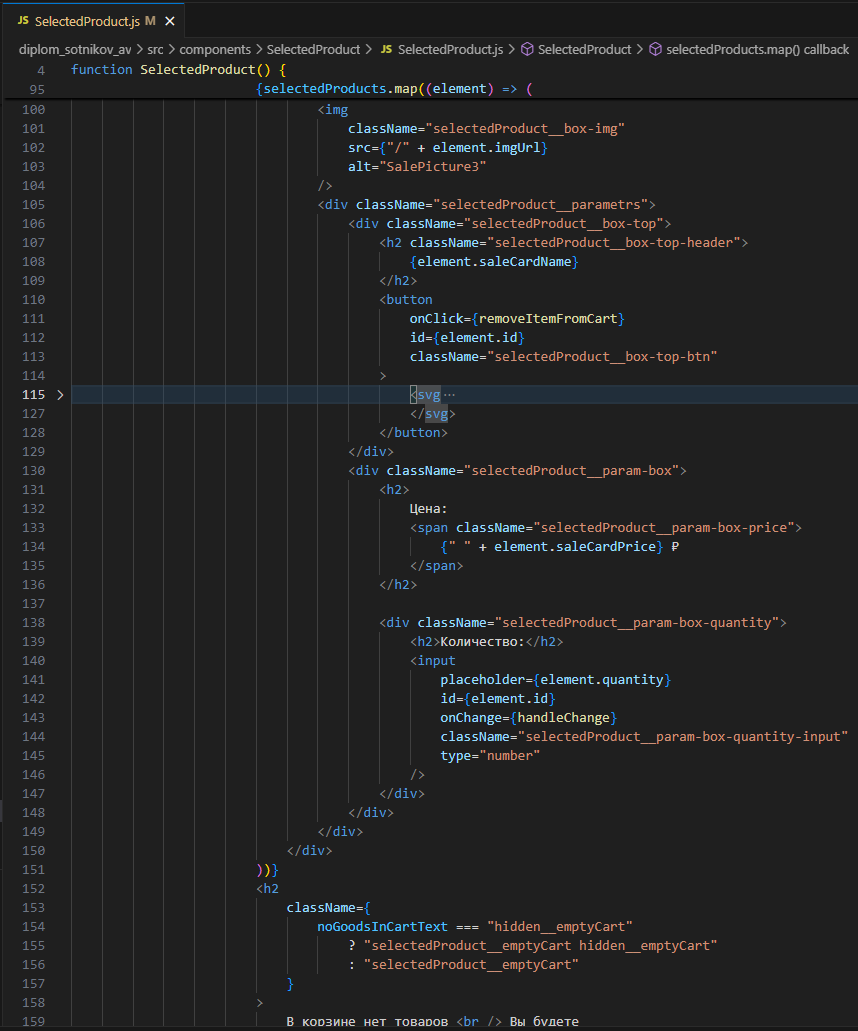 JS SelectedProduct.js M ×
diplom_sotnikov_av > src > components > SelectedProduct > JS SelectedProduct.js > SelectedProduct > selectedProducts.map() callback
4 function SelectedProduct() {
95 {selectedProducts.map((element) => (
100 <img
101 className="selectedProduct__box-img"
102 src={"/" + element.imgUrl}
103 alt="SalePicture3"
104 />
105 <div className="selectedProduct__parametrs">
106 <div className="selectedProduct__box-top">
107 <h2 className="selectedProduct__box-top-header">
108 {element.saleCardName}
109 </h2>
110 <button
111 onClick={removeItemFromCart}
112 id={element.id}
113 className="selectedProduct__box-top-btn"
114 >
115 > <svg ···
127 </svg>
128 </button>
129 </div>
130 <div className="selectedProduct__param-box">
131 <h2>
132 Цена:
133 <span className="selectedProduct__param-box-price">
134 {" " + element.saleCardPrice} ₽
135 </span>
136 </h2>
137
138 <div className="selectedProduct__param-box-quantity">
139 <h2>Количество:</h2>
140 <input
141 placeholder={element.quantity}
142 id={element.id}
143 onChange={handleChange}
144 className="selectedProduct__param-box-quantity-input"
145 type="number"
146 />
147 </div>
148 </div>
149 </div>
150 </div>
151 ))}
152 <h2
153 className={
154 noGoodsInCartText === "hidden__emptyCart"
155 ? "selectedProduct__emptyCart hidden__emptyCart"
156 : "selectedProduct__emptyCart"
157 }
158 >
159 В корзине нет товаров <br /> Вы будете